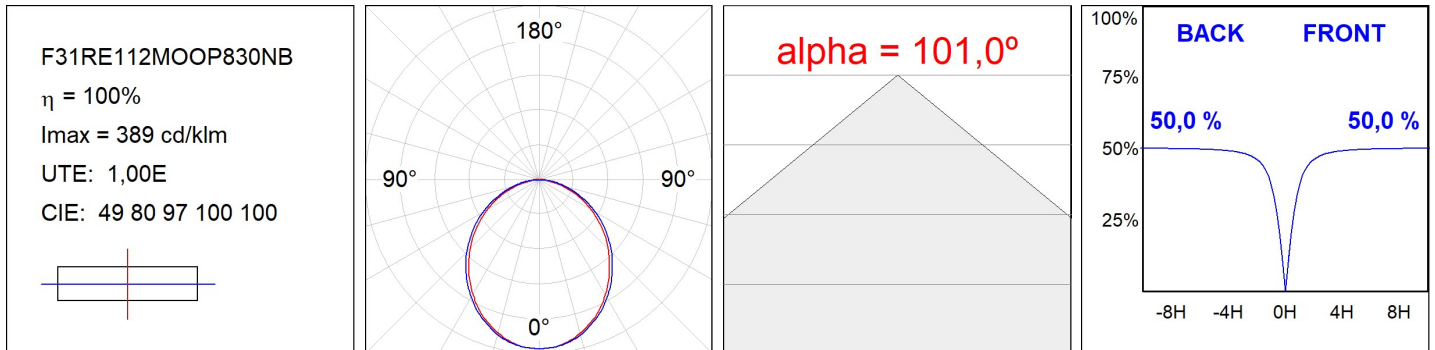 F31RE112MOOP830NB
η = 100%
Imax = 389 cd/klm
UTE: 1,00E
CIE: 49 80 97 100 100
180°
90° 90°
0°
alpha = 101,0º
100%
BACK FRONT
75%
50,0 % 50,0 %
50%
25%
-8H -4H 0H 4H 8H